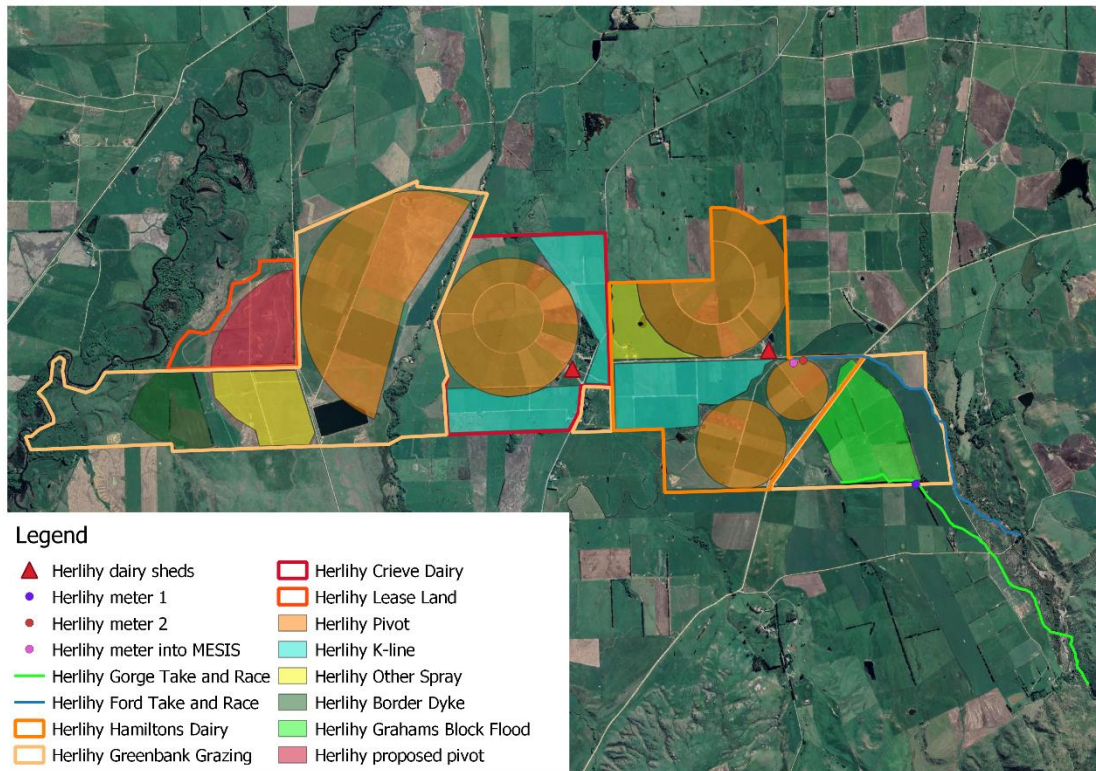 Legend
Herlihy dairy sheds
Herlihy meter 1
Herlihy meter 2
Herlihy meter into MESIS
Herlihy Gorge Take and Race
Herlihy Ford Take and Race
Herlihy Hamiltons Dairy
Herlihy Greenbank Grazing
Herlihy Crieve Dairy
Herlihy Lease Land
Herlihy Pivot
Herlihy K-line
Herlihy Other Spray
Herlihy Border Dyke
Herlihy Grahams Block Flood
Herlihy proposed pivot